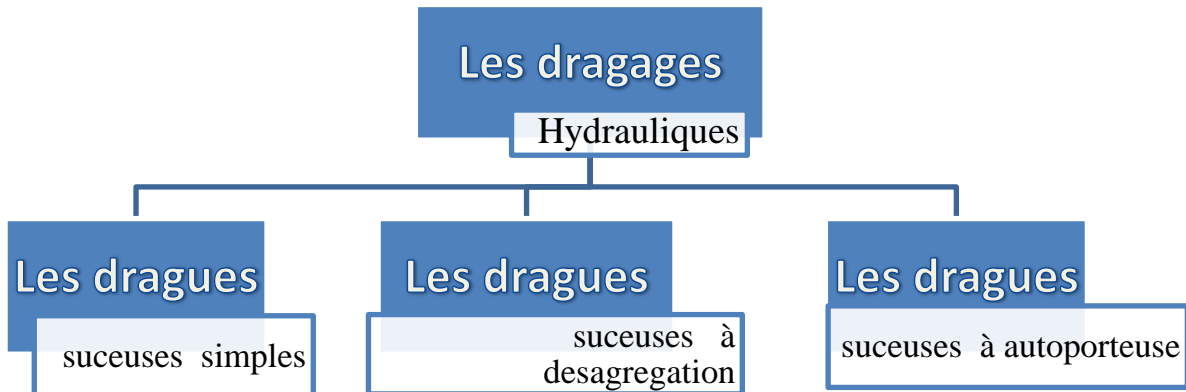 Les dragages
Hydrauliques
Les dragues
suceuses simples
Les dragues
suceuses à
desagregation
Les dragues
suceuses à autoporteuse